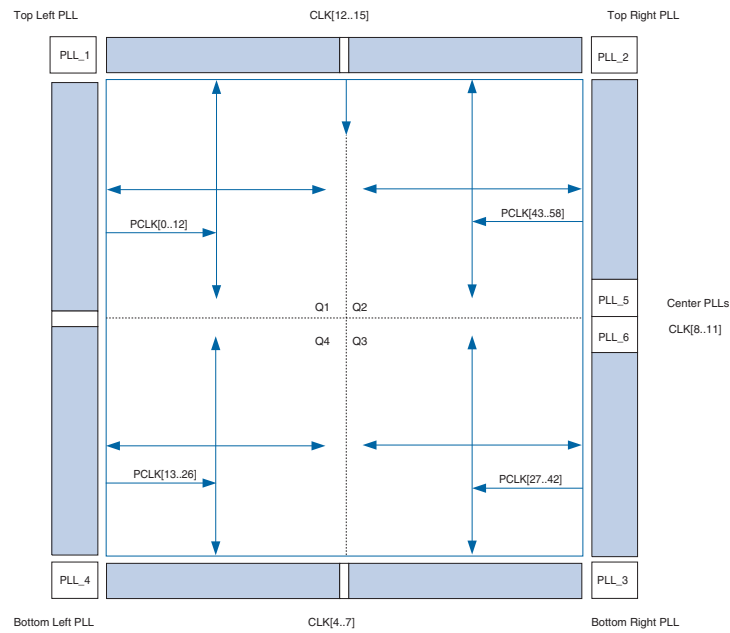 Top Left PLL
CLK[12..15]
Top Right PLL
PLL_1
PLL_2
PCLK[0..12]
PCLK[43..58]
PLL_5
Center PLLs
Q1
Q2
CLK[8..11]
PLL_6
Q4
Q3
PCLK[13..26]
PCLK[27..42]
PLL_4
PLL_3
Bottom Left PLL
CLK[4..7]
Bottom Right PLL